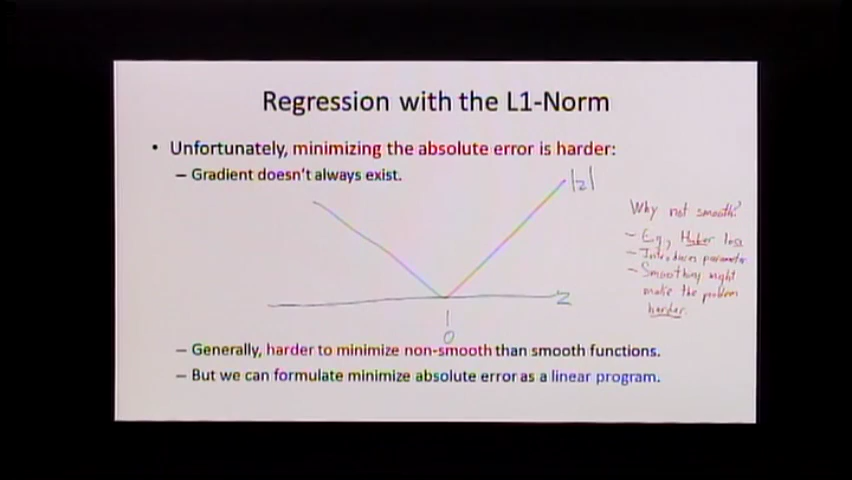 Regression with the L1-Norm
• Unfortunately, minimizing the absolute error is harder:
– Gradient doesn't always exist.
|z|
Why not smooth?
- E.g., Huber loss
- Introduces parameter
- Smoothing might
make the problem
harder.
z
0
– Generally, harder to minimize non-smooth than smooth functions.
– But we can formulate minimize absolute error as a linear program.